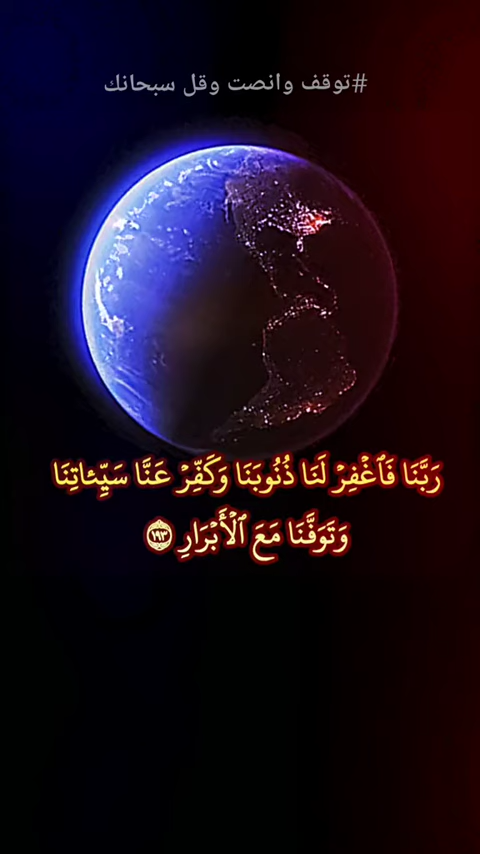 #توقف وانصت وقل سبحانك
رَبَّنَا فَٱغۡفِرۡ لَنَا ذُنُوبَنَا وَكَفِّرۡ عَنَّا سَيِّـَٔاتِنَا
وَتَوَفَّنَا مَعَ ٱلۡأَبۡرَارِ ١٩٣